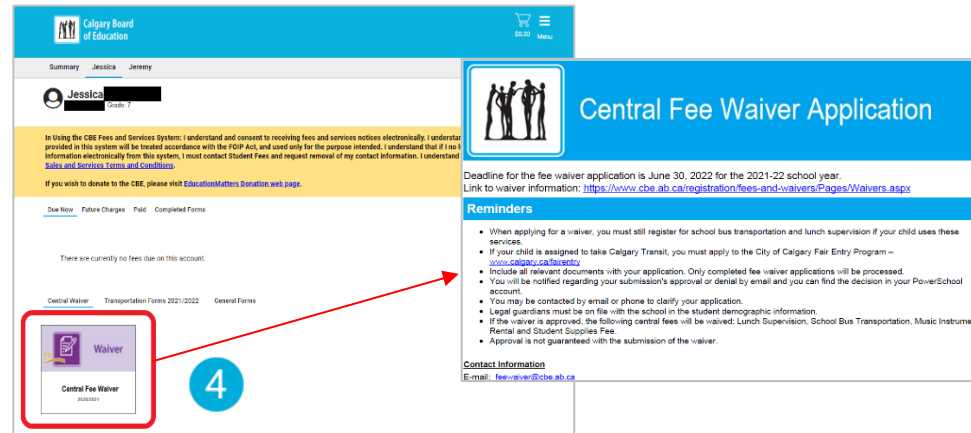 Calgary Board
of Education
$0.00 Menu
Summary Jessica Jeremy
Jessica
Grade: 7
In Using the CBE Fees and Services System: I understand and consent to receiving fees and services notices electronically. I
provided in this system will be treated accordance with the FOIP Act, and used only for the purpose intended. I understand that if I no
information electronically from this system, I must contact Student Fees and request removal of my contact information. I understand
Sales and Services Terms and Conditions.
If you wish to donate to the CBE, please visit EducationMatters Donation web page.
Due Now Future Charges Paid Completed Forms
There are currently no fees due on this account.
Central Waiver Transportation Forms 2021/2022 General Forms
Waiver
Central Fee Waiver
2020/2021
4
Central Fee Waiver Application
Deadline for the fee waiver application is June 30, 2022 for the 2021-22 school year.
Link to waiver information: https://www.cbe.ab.ca/registration/fees-and-waivers/Pages/Waivers.aspx
Reminders
• When applying for a waiver, you must still register for school bus transportation and lunch supervision if your child uses these
services.
• If your child is assigned to take Calgary Transit, you must apply to the City of Calgary Fair Entry Program –
www.calgary.ca/fairentry
• Include all relevant documents with your application. Only completed fee waiver applications will be processed.
• You will be notified regarding your submission's approval or denial by email and you can find the decision in your PowerSchool
account.
• You may be contacted by email or phone to clarify your application.
• Legal guardians must be on file with the school in the student demographic information.
• If the waiver is approved, the following central fees will be waived: Lunch Supervision, School Bus Transportation, Music
Rental and Student Supplies Fee.
• Approval is not guaranteed with the submission of the waiver.
Contact Information
E-mail: feewaiver@cbe.ab.ca